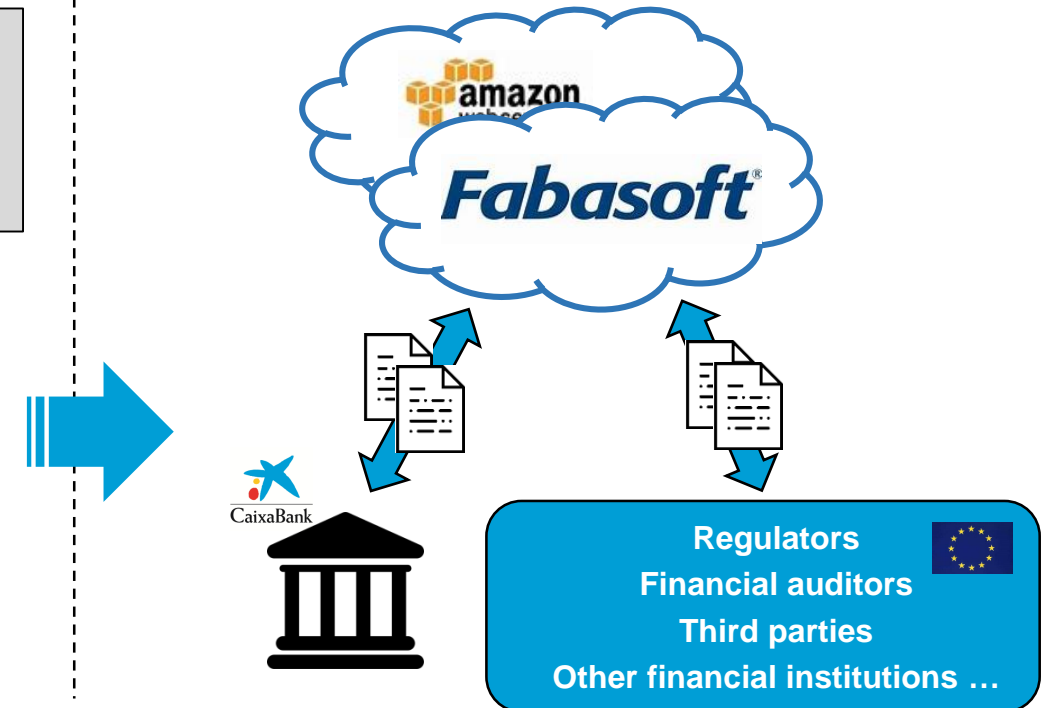 amazon
Fabasoft®
CaixaBank
Regulators
Financial auditors
Third parties
Other financial institutions …